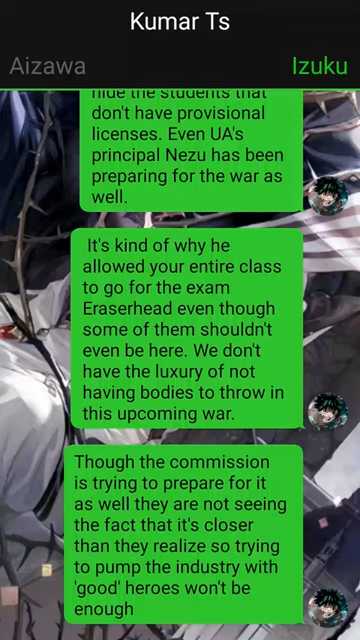 Kumar Ts
Aizawa
Izuku
hide the students that
don't have provisional
licenses. Even UA's
principal Nezu has been
preparing for the war as
well.
It's kind of why he
allowed your entire class
to go for the exam
Eraserhead even though
some of them shouldn't
even be here. We don't
have the luxury of not
having bodies to throw in
this upcoming war.
Though the commission
is trying to prepare for it
as well they are not seeing
the fact that it's closer
than they realize so trying
to pump the industry with
'good' heroes won't be
enough